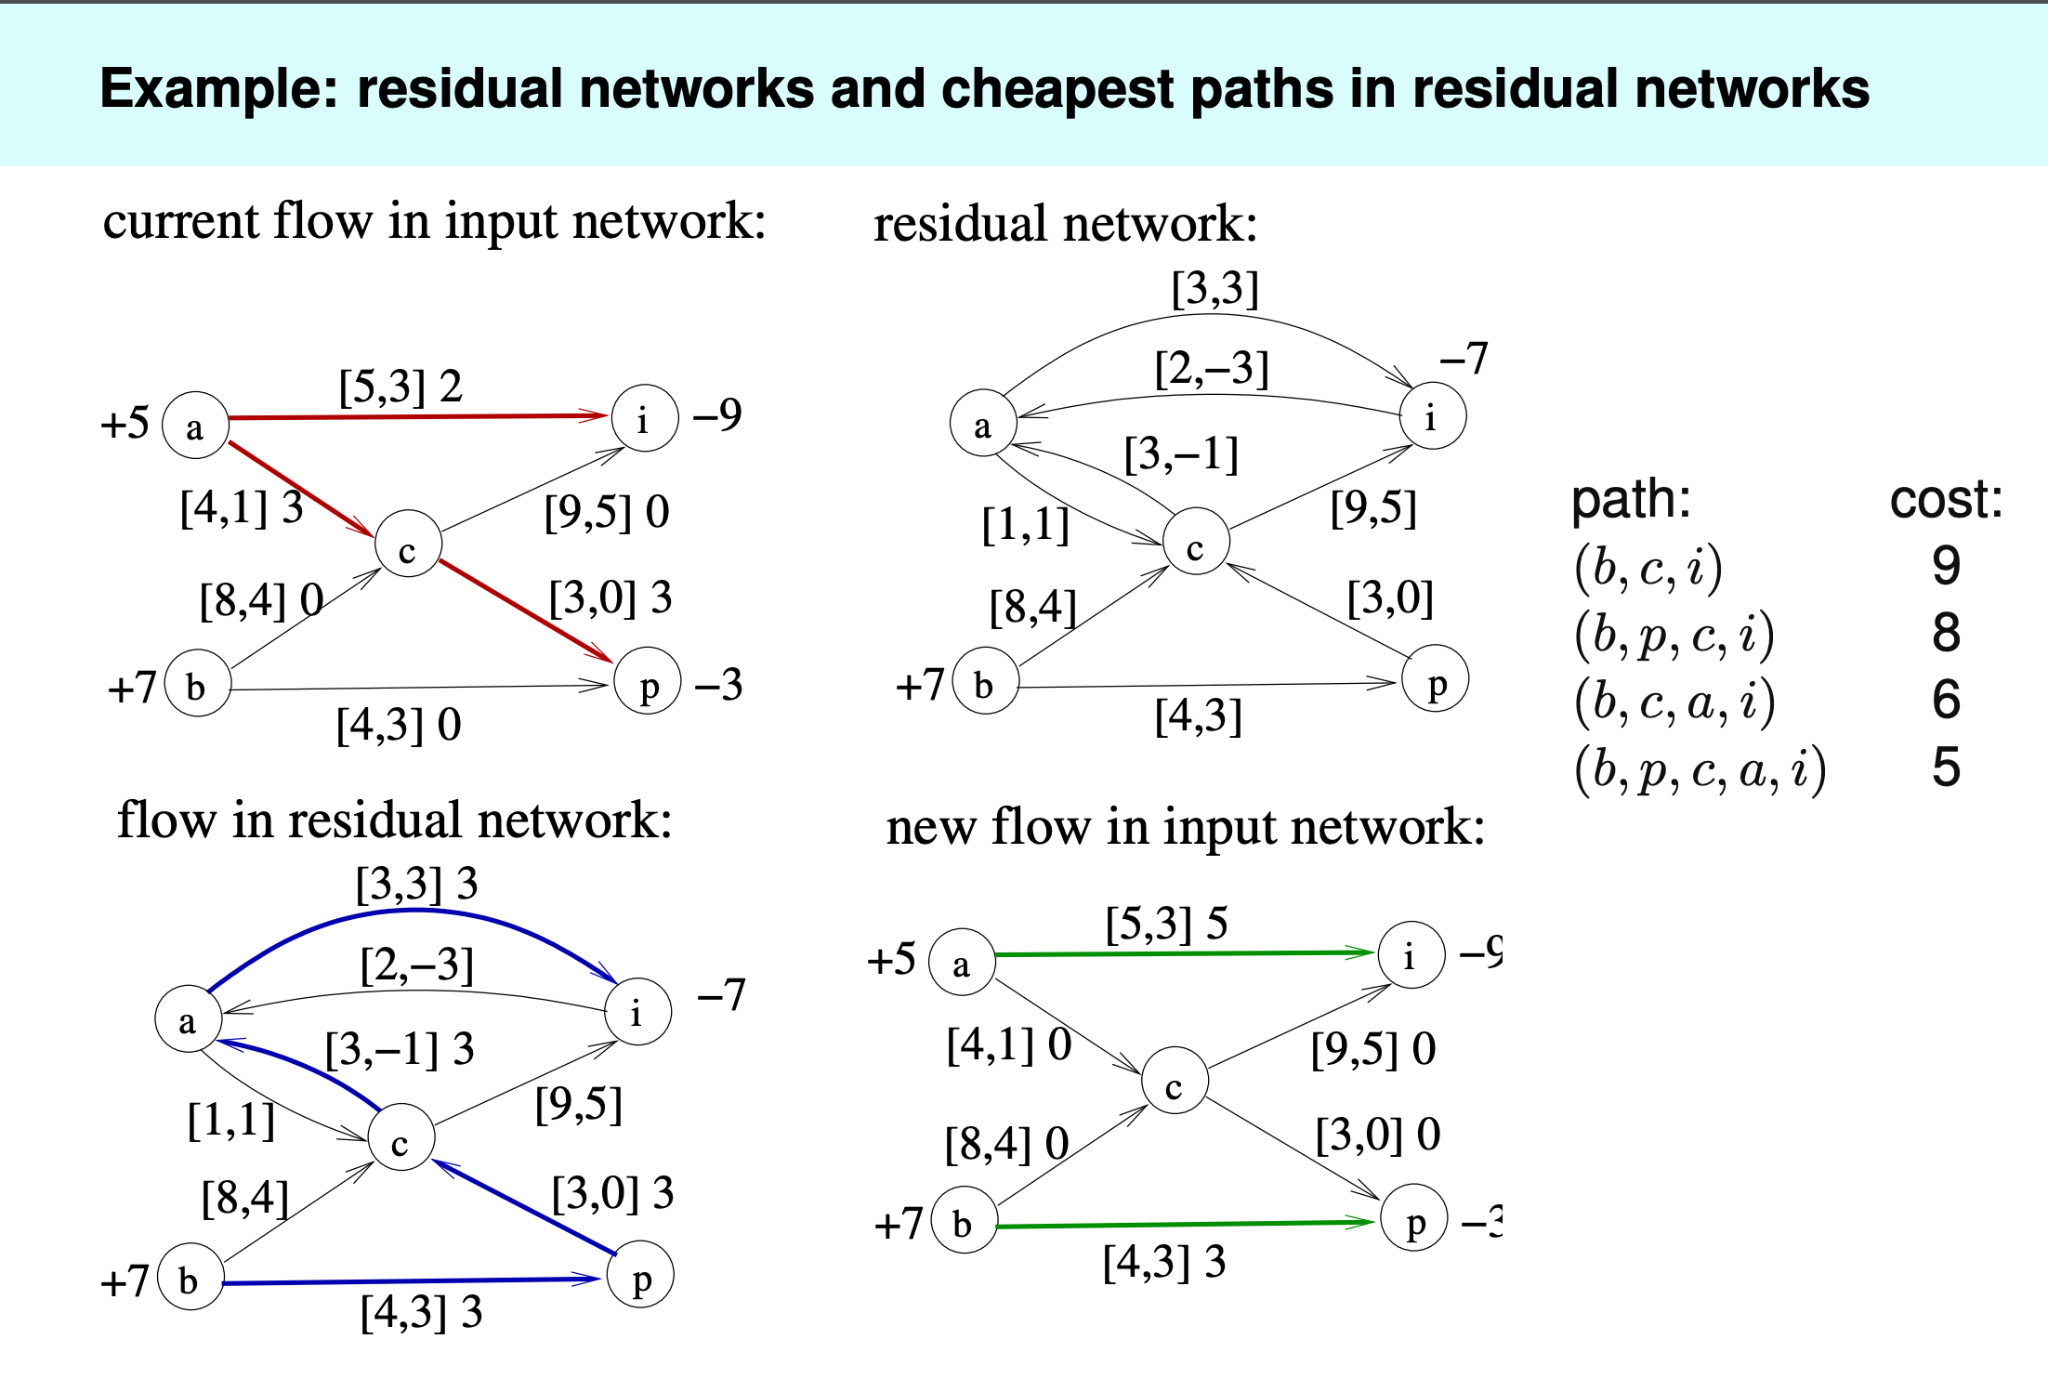 Example: residual networks and cheapest paths in residual networks
current flow in input network:
[5,3] 2
+5 a i −9
[4,1] 3 [9,5] 0
c
[8,4] 0 [3,0] 3
+7 b p −3
[4,3] 0
residual network:
[3,3]
[2,−3] −7
a i
[3,−1]
[1,1] [9,5]
c
[8,4] [3,0]
+7 b p
[4,3]
path: cost:
(b, c, i) 9
(b, p, c, i) 8
(b, c, a, i) 6
(b, p, c, a, i) 5
flow in residual network:
[3,3] 3
[2,−3] −7
a i
[3,−1] 3
[1,1] [9,5]
c
[8,4] [3,0] 3
+7 b p
[4,3] 3
new flow in input network:
[5,3] 5
+5 a i −9
[4,1] 0 [9,5] 0
c
[8,4] 0 [3,0] 0
+7 b p −3
[4,3] 3